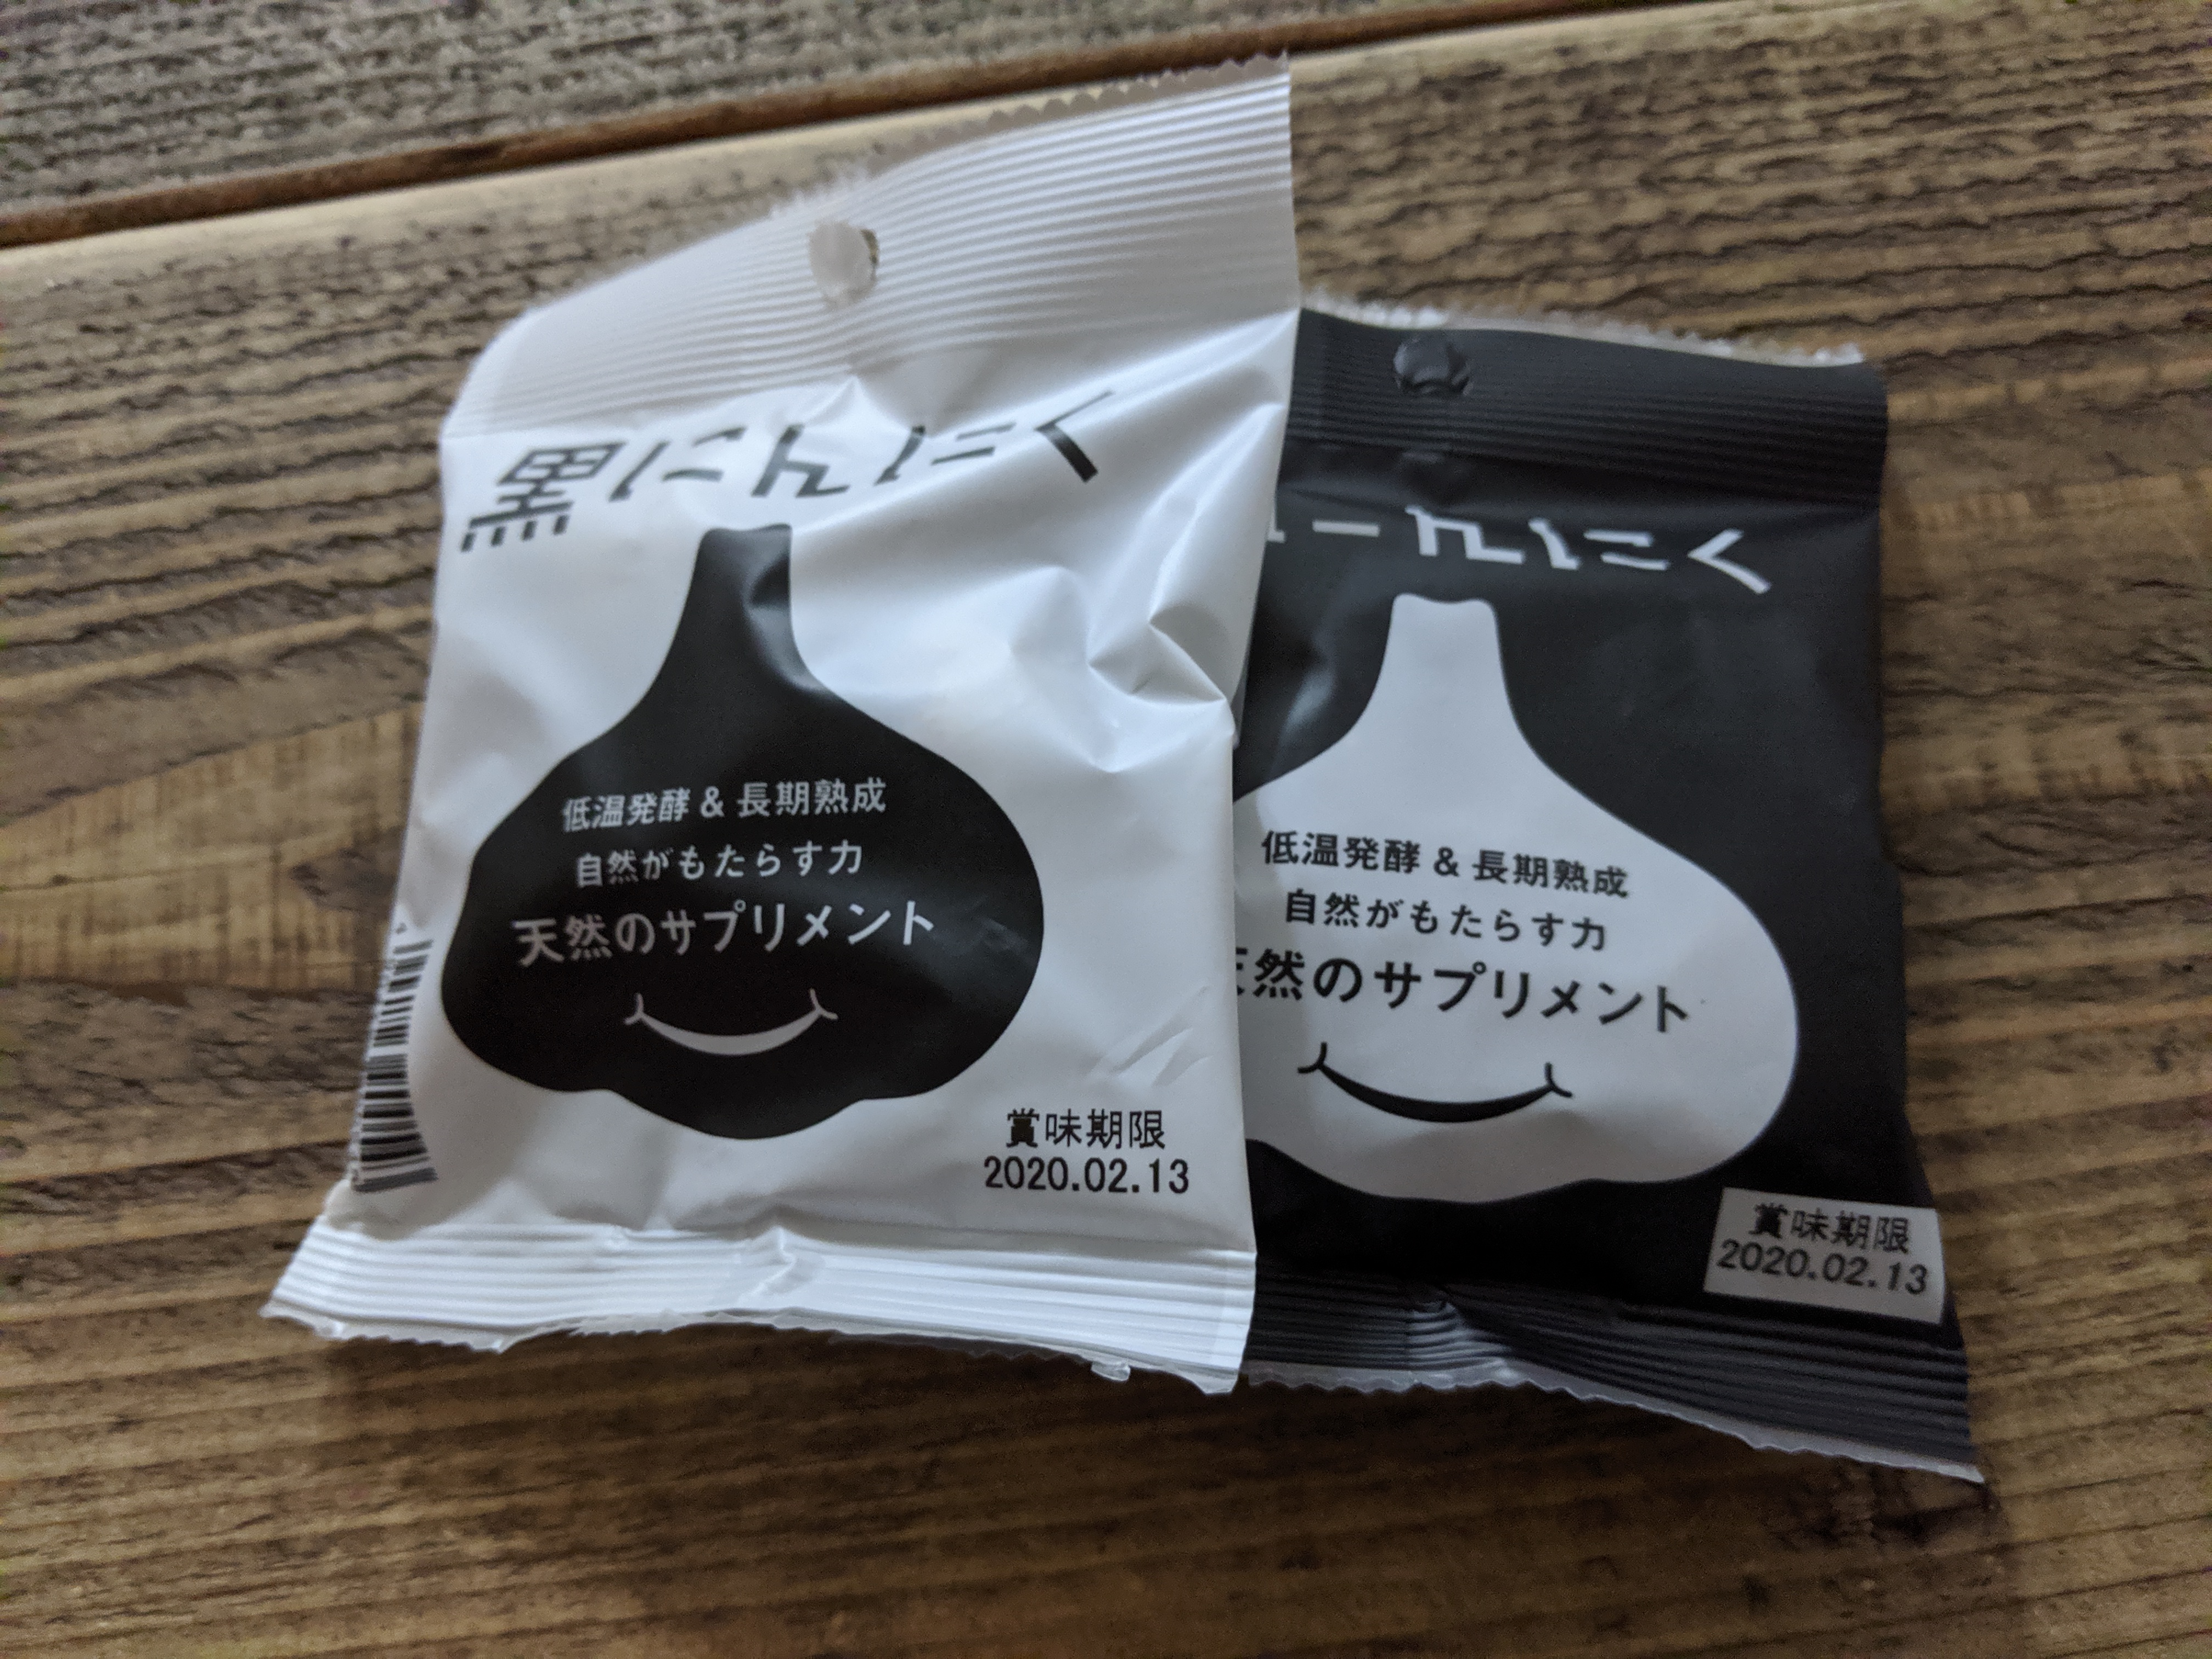 黒にんにく
低温発酵 & 長期熟成
自然がもたらす力
天然のサプリメント
賞味期限
2020.02.13
んにく
低温発酵 & 長期熟成
自然がもたらす力
然のサプリメント
賞味期限
2020.02.13